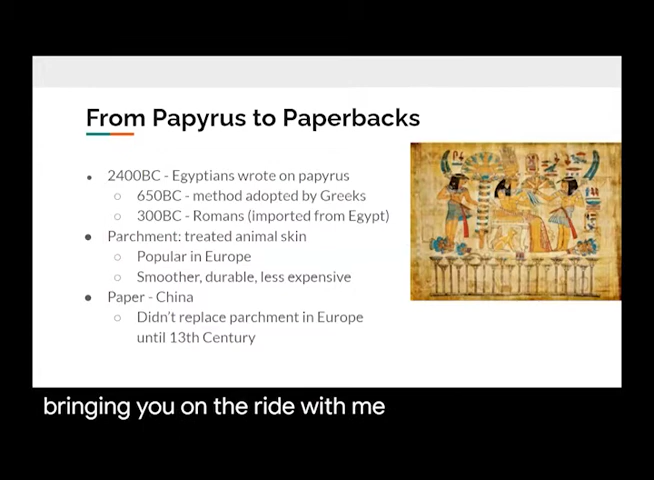 From Papyrus to Paperbacks
● 2400BC - Egyptians wrote on papyrus
○ 650BC - method adopted by Greeks
○ 300BC - Romans (imported from Egypt)
● Parchment: treated animal skin
○ Popular in Europe
○ Smoother, durable, less expensive
● Paper - China
○ Didn't replace parchment in Europe
until 13th Century
bringing you on the ride with me